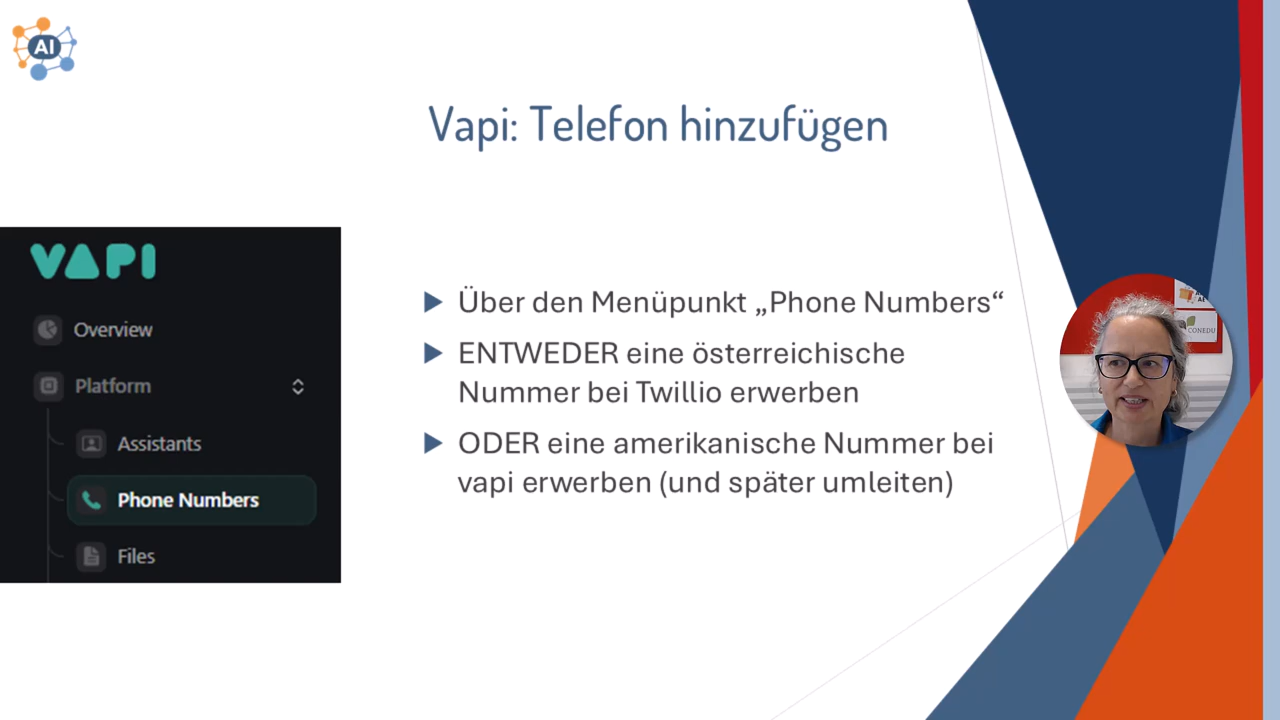 AI
Vapi: Telefon hinzufügen
VAPI
Overview
Platform
Assistants
Phone Numbers
Files
Über den Menüpunkt „Phone Numbers“
ENTWEDER eine österreichische
Nummer bei Twillio erwerben
ODER eine amerikanische Nummer bei
vapi erwerben (und später umleiten)
CONEDU